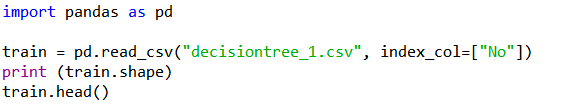 import pandas as pd
train = pd.read_csv("decisiontree_1.csv", index_col=["No"])
print (train.shape)
train.head()